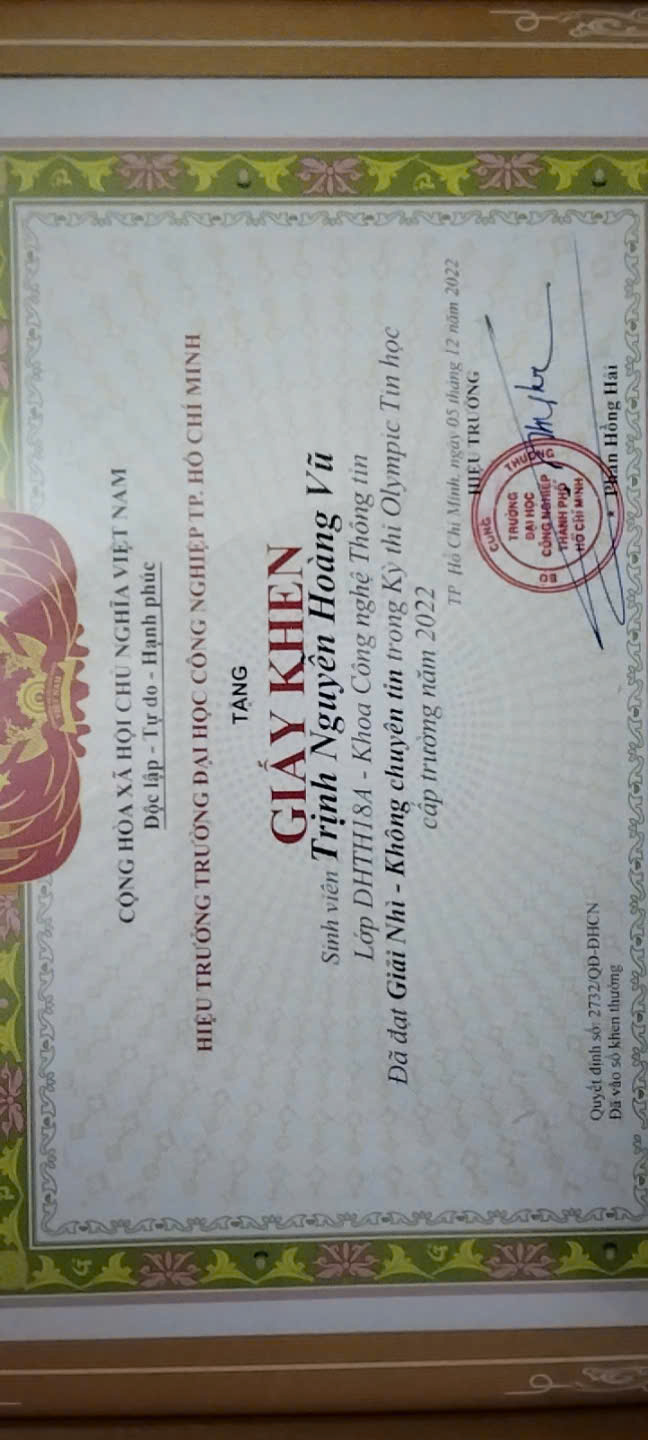 CỘNG HÒA XÃ HỘI CHỦ NGHĨA VIỆT NAM
Độc lập - Tự do - Hạnh phúc
HIỆU TRƯỞNG TRƯỜNG ĐẠI HỌC CÔNG NGHIỆP TP. HỒ CHÍ MINH
TẶNG
GIẤY KHEN
Sinh viên Trịnh Nguyên Hoàng Vũ
Lớp DHTH18A - Khoa Công nghệ Thông tin
Đã đạt Giải Nhì - Không chuyên tin trong Kỳ thi Olympic Tin học
cấp trường năm 2022
TP. Hồ Chí Minh, ngày 05 tháng 12 năm 2022
HIỆU TRƯỞNG
CÔNG THƯƠNG
TRƯỜNG
ĐẠI HỌC
CÔNG NGHIỆP
THÀNH PHỐ
HỒ CHÍ MINH
Phan Hồng Hải
Quyết định số: 2732/QĐ-ĐHCN
Đã vào sổ khen thưởng